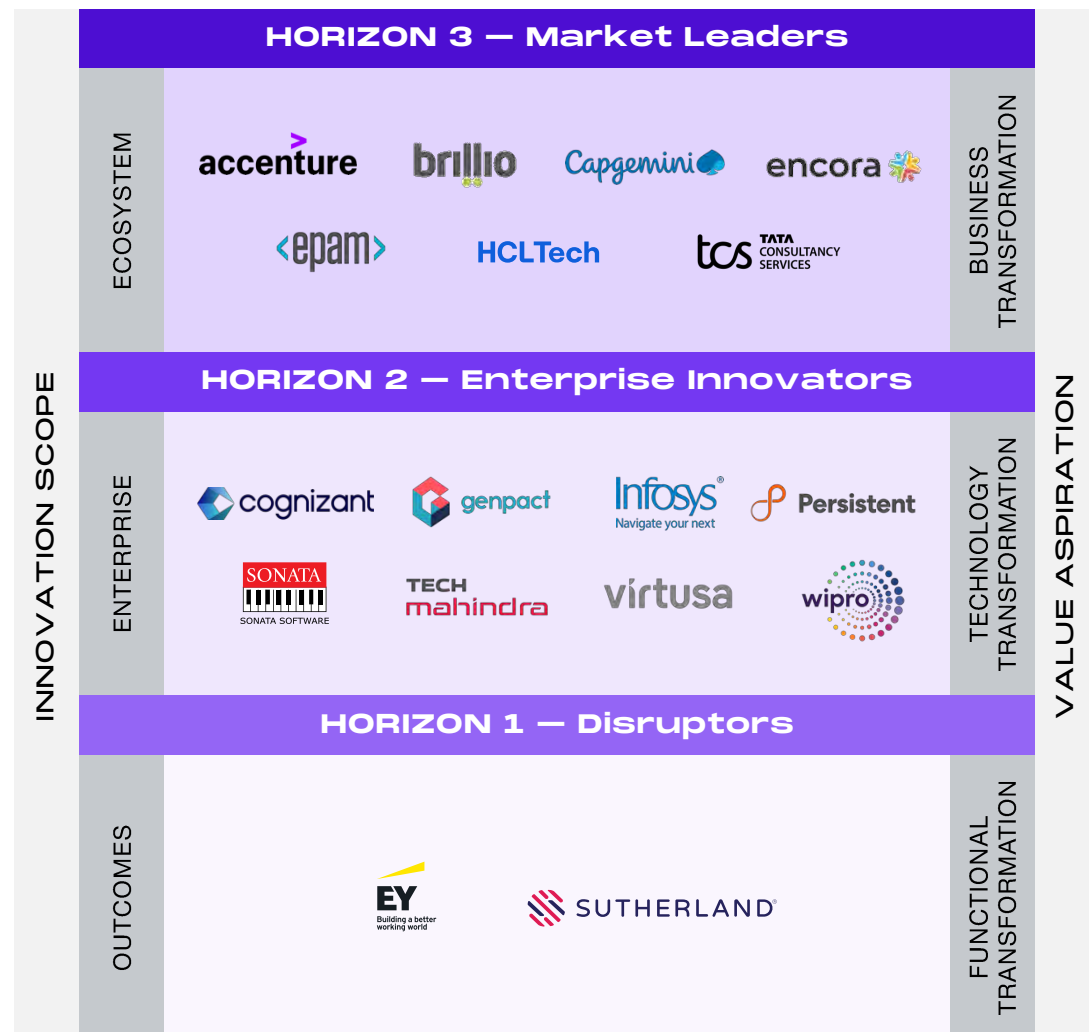 HORIZON 3 — Market Leaders
INNOVATION SCOPE
ECOSYSTEM
accenture
brillio
Capgemini
encora
<epam>
HCLTech
tcs TATA
CONSULTANCY
SERVICES
BUSINESS
TRANSFORMATION
VALUE ASPIRATION
HORIZON 2 — Enterprise Innovators
ENTERPRISE
cognizant
genpact
Infosys®
Navigate your next
Persistent
SONATA
SONATA SOFTWARE
TECH
mahindra
virtusa
wipro
TECHNOLOGY
TRANSFORMATION
HORIZON 1 — Disruptors
OUTCOMES
EY
Building a better
working world
SUTHERLAND®
FUNCTIONAL
TRANSFORMATION